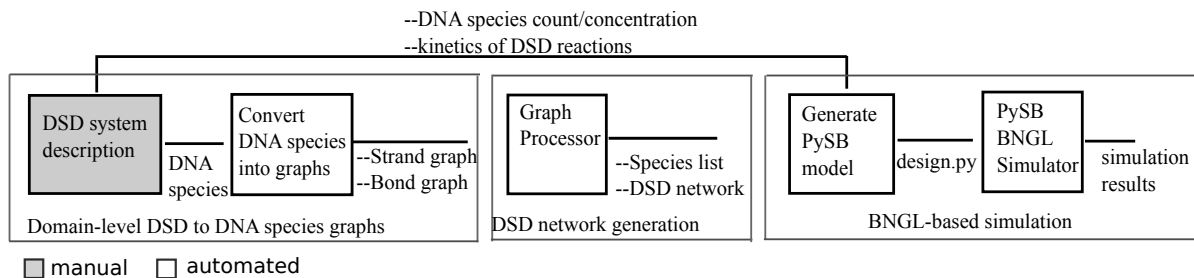 --DNA species count/concentration
--kinetics of DSD reactions
DSD system
description
DNA
species
Convert
DNA species
into graphs
--Strand graph
--Bond graph
Domain-level DSD to DNA species graphs
Graph
Processor
--Species list
--DSD network
DSD network generation
Generate
PySB
model
design.py
PySB
BNGL
Simulator
simulation
results
BNGL-based simulation
manual
automated